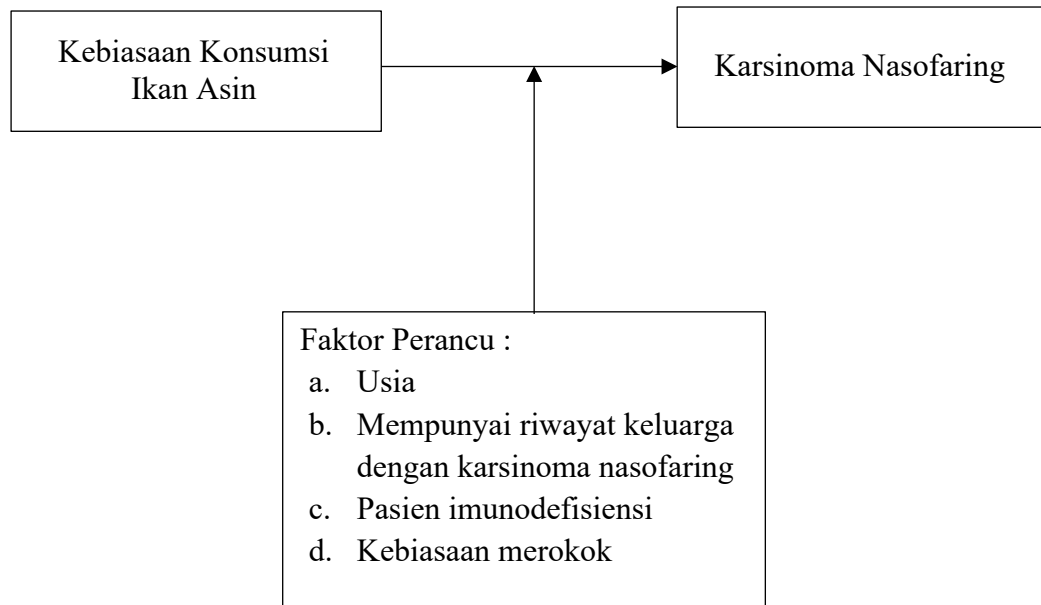 Kebiasaan Konsumsi
Ikan Asin
Karsinoma Nasofaring
Faktor Perancu :
a. Usia
b. Mempunyai riwayat keluarga
dengan karsinoma nasofaring
c. Pasien imunodefisiensi
d. Kebiasaan merokok